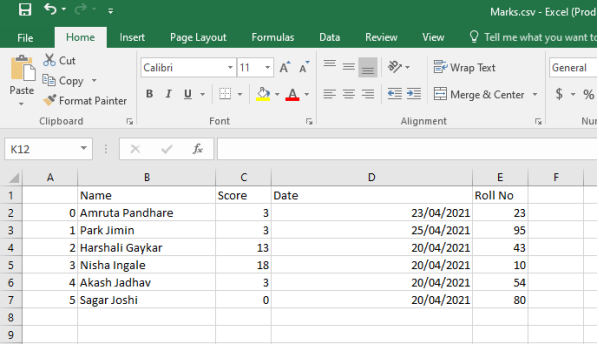 Marks.csv - Excel (Prod
File Home Insert Page Layout Formulas Data Review View Tell me what you want to
Paste
Cut
Copy
Format Painter
Clipboard
Calibri 11 A A
B I U A
Font
Wrap Text
Merge & Center
Alignment
General
$ %
K12 fx
A B C D E F
1 Name Score Date Roll No
2 0 Amruta Pandhare 3 23/04/2021 23
3 1 Park Jimin 3 25/04/2021 95
4 2 Harshali Gaykar 13 20/04/2021 43
5 3 Nisha Ingale 18 20/04/2021 10
6 4 Akash Jadhav 3 20/04/2021 54
7 5 Sagar Joshi 0 20/04/2021 80
8
9